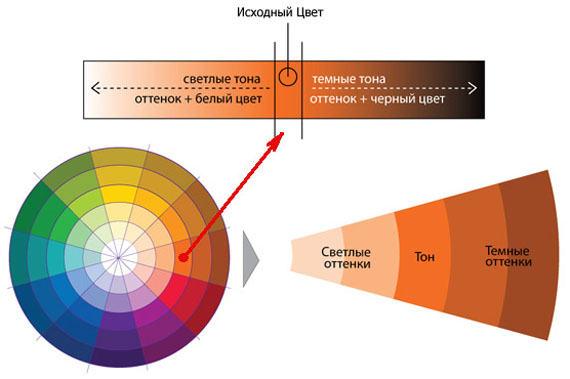 Исходный Цвет
светлые тона
оттенок + белый цвет
темные тона
оттенок + черный цвет
Светлые
оттенки
Тон
Темные
оттенки